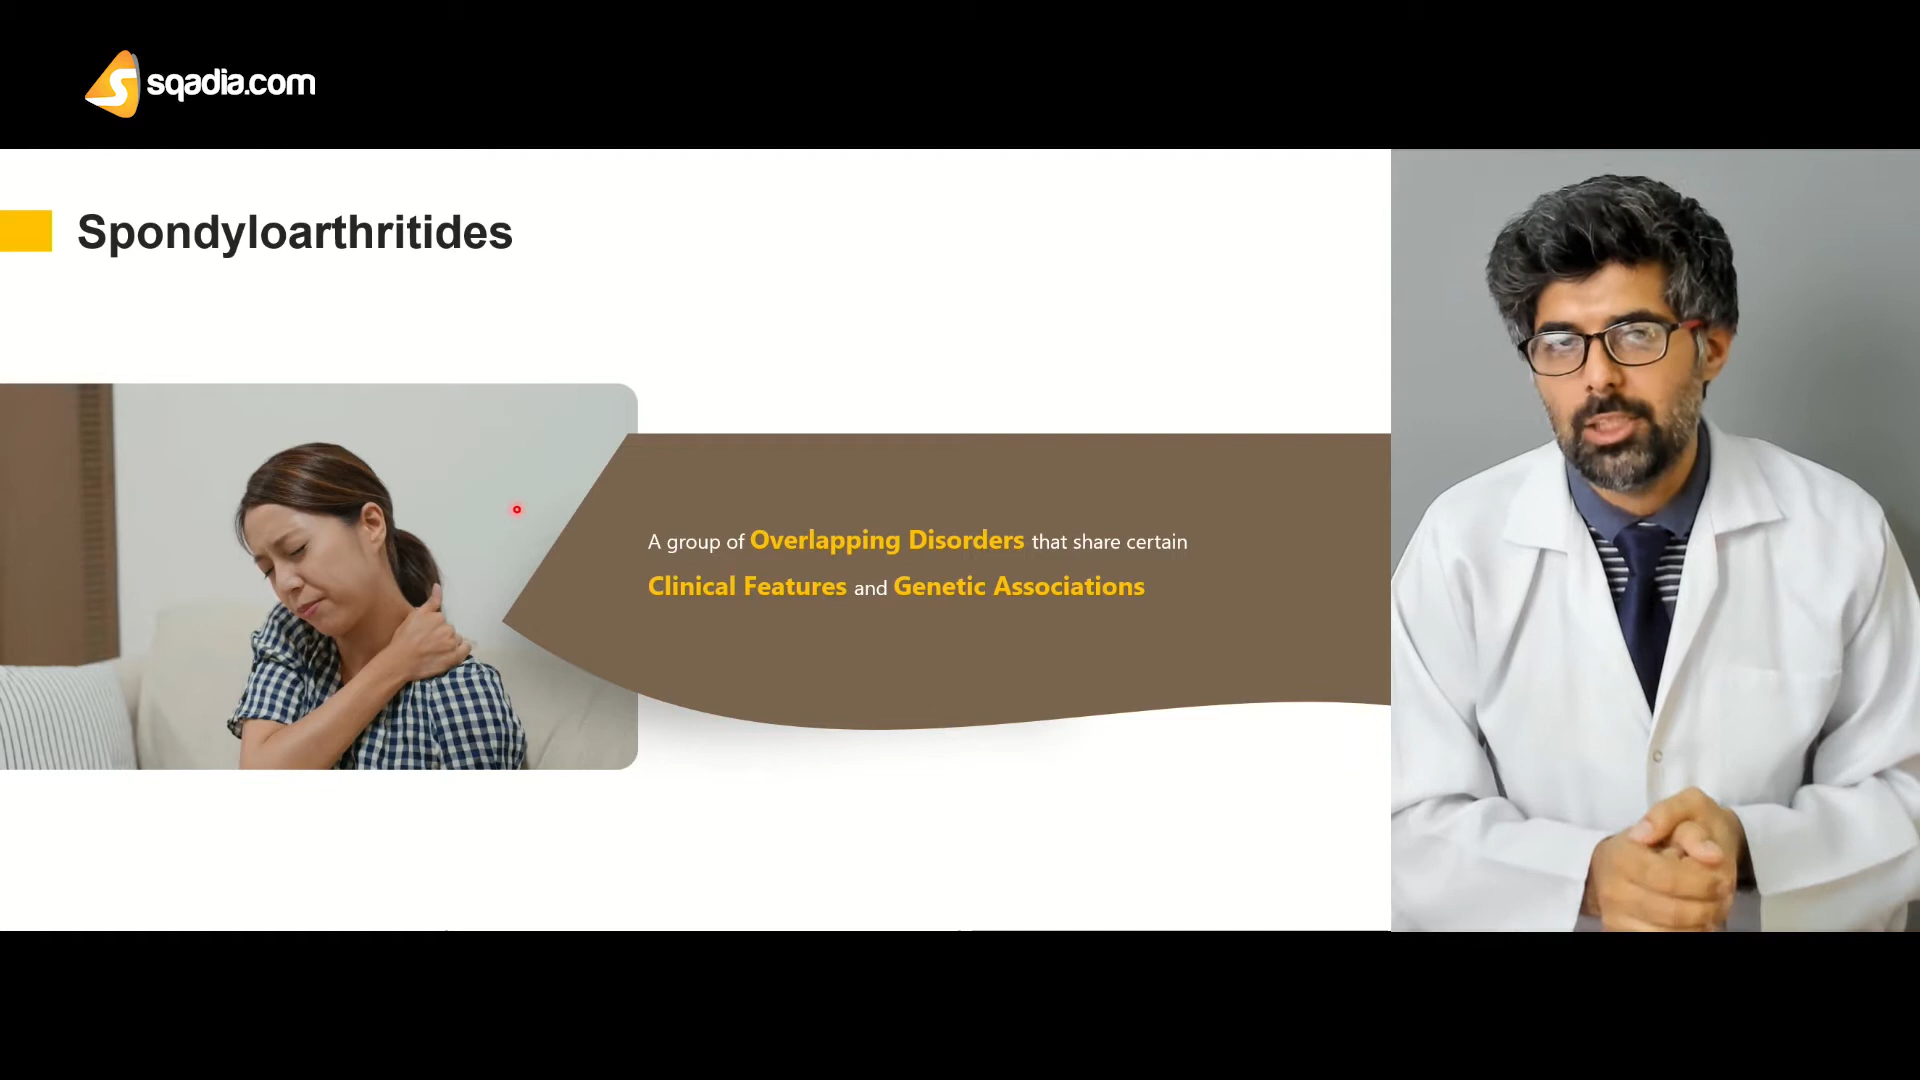 sqadia.com
Spondyloarthritides
A group of Overlapping Disorders that share certain
Clinical Features and Genetic Associations